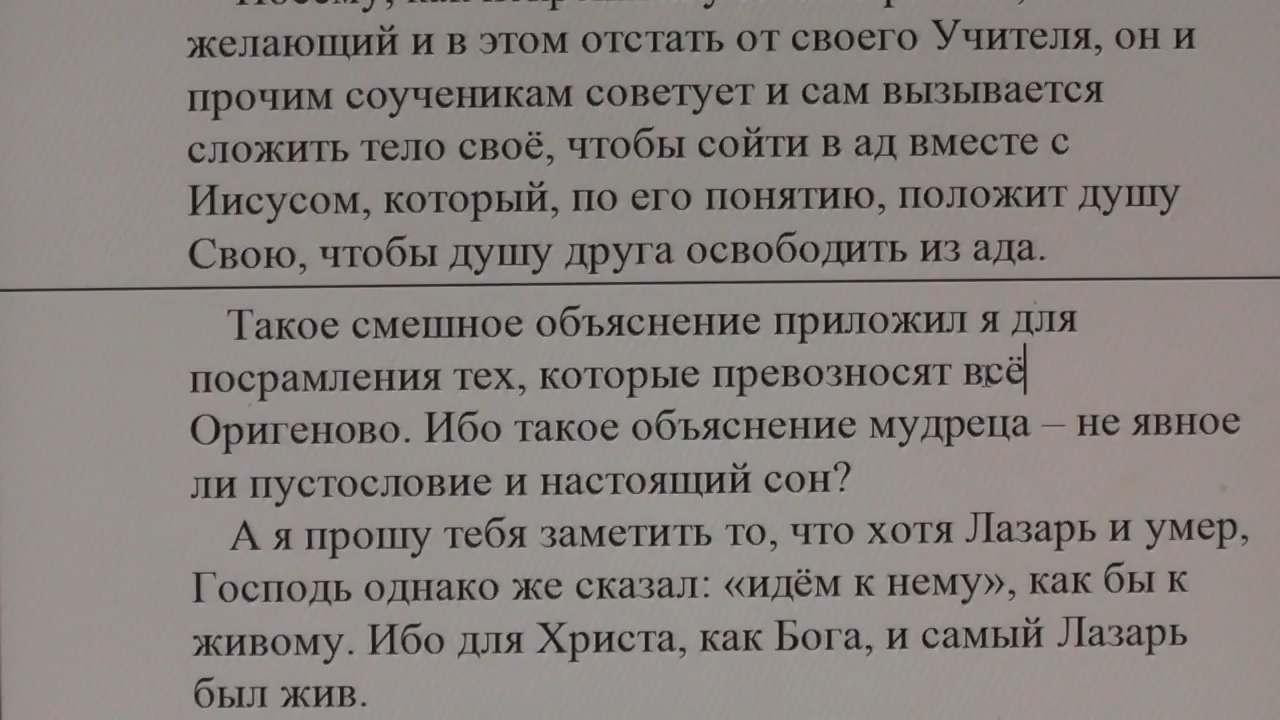 желающий и в этом отстать от своего Учителя, он и
прочим соученикам советует и сам вызывается
сложить тело своё, чтобы сойти в ад вместе с
Иисусом, который, по его понятию, положит душу
Свою, чтобы душу друга освободить из ада.
Такое смешное объяснение приложил я для
посрамления тех, которые превозносят всё
Оригеново. Ибо такое объяснение мудреца – не явное
ли пустословие и настоящий сон?
А я прошу тебя заметить то, что хотя Лазарь и умер,
Господь однако же сказал: «идём к нему», как бы к
живому. Ибо для Христа, как Бога, и самый Лазарь
был жив.